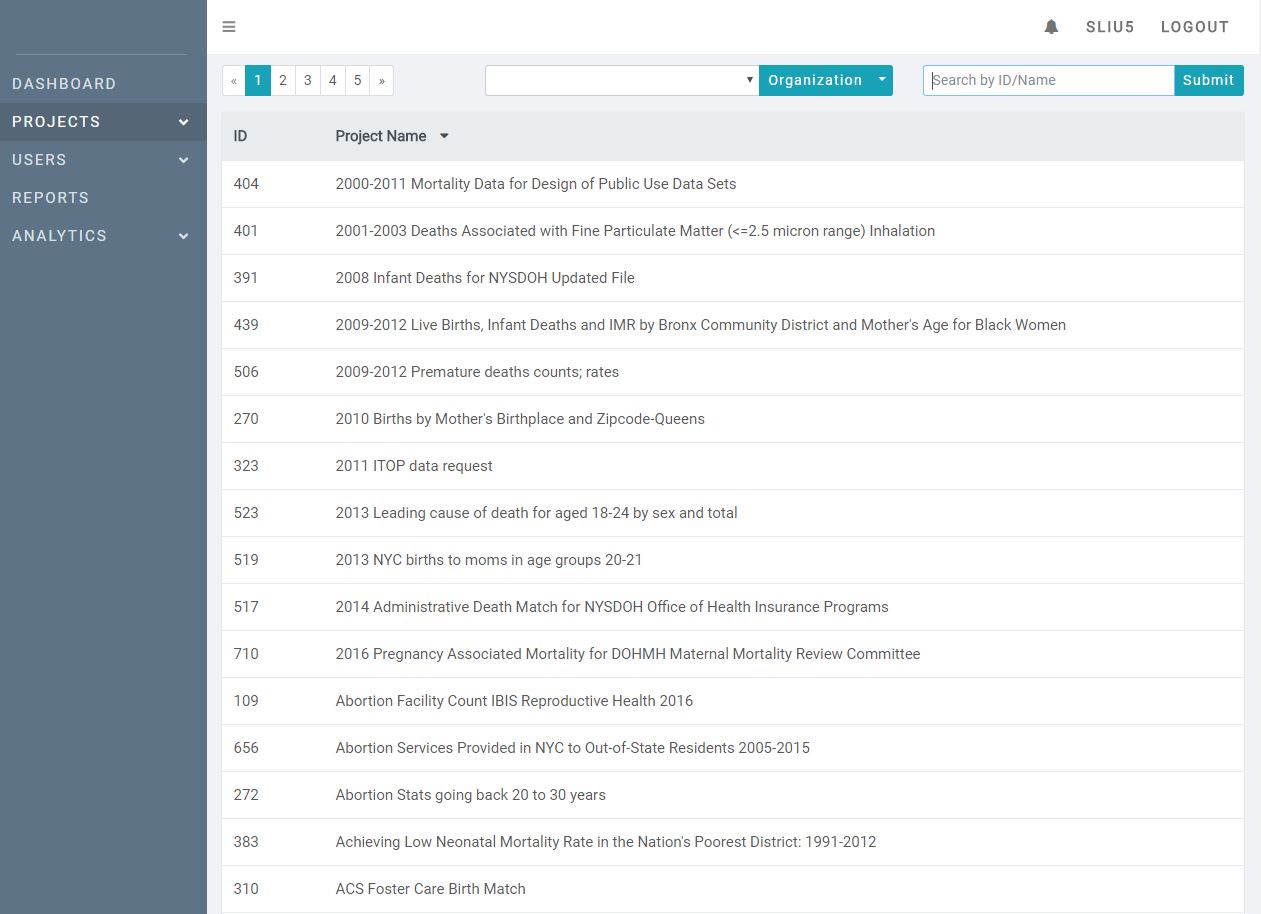 SLIU5 LOGOUT
DASHBOARD
PROJECTS
USERS
REPORTS
ANALYTICS
« 1 2 3 4 5 » Organization Search by ID/Name Submit
ID Project Name
404 2000-2011 Mortality Data for Design of Public Use Data Sets
401 2001-2003 Deaths Associated with Fine Particulate Matter (<=2.5 micron range) Inhalation
391 2008 Infant Deaths for NYSDOH Updated File
439 2009-2012 Live Births, Infant Deaths and IMR by Bronx Community District and Mother's Age for Black Women
506 2009-2012 Premature deaths counts; rates
270 2010 Births by Mother's Birthplace and Zipcode-Queens
323 2011 ITOP data request
523 2013 Leading cause of death for aged 18-24 by sex and total
519 2013 NYC births to moms in age groups 20-21
517 2014 Administrative Death Match for NYSDOH Office of Health Insurance Programs
710 2016 Pregnancy Associated Mortality for DOHMH Maternal Mortality Review Committee
109 Abortion Facility Count IBIS Reproductive Health 2016
656 Abortion Services Provided in NYC to Out-of-State Residents 2005-2015
272 Abortion Stats going back 20 to 30 years
383 Achieving Low Neonatal Mortality Rate in the Nation's Poorest District: 1991-2012
310 ACS Foster Care Birth Match